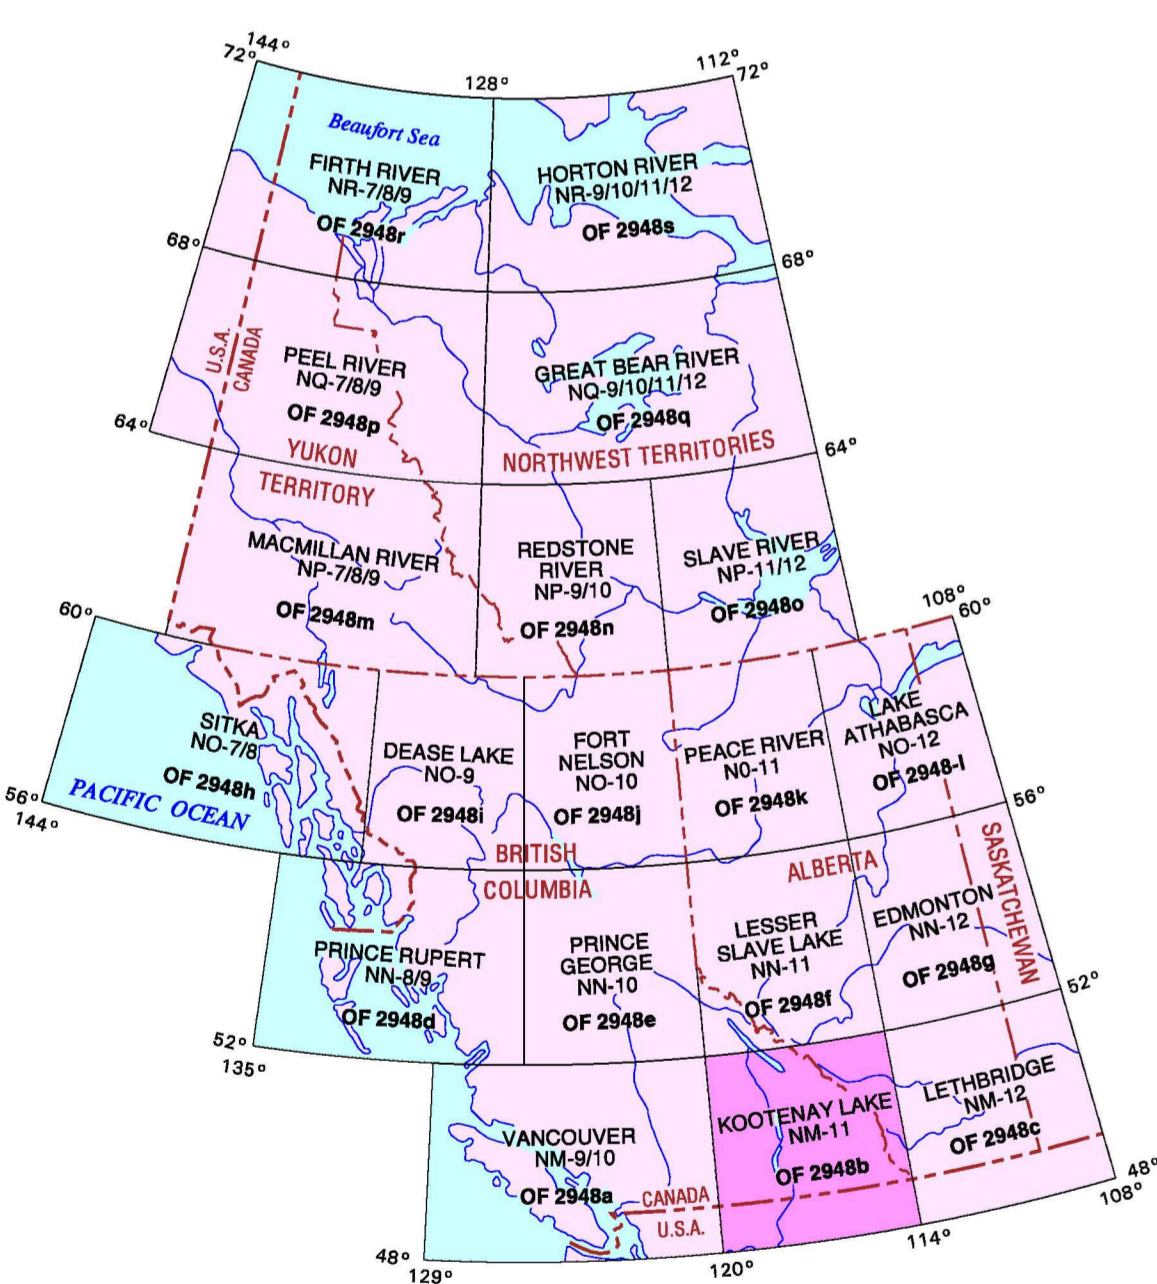 144°
72°
128°
112°
72°
Beaufort Sea
FIRTH RIVER
NR-7/8/9
OF 2948r
HORTON RIVER
NR-9/10/11/12
OF 2948s
68°
68°
U.S.A.
CANADA
PEEL RIVER
NQ-7/8/9
OF 2948p
GREAT BEAR RIVER
NQ-9/10/11/12
OF 2948q
64°
64°
YUKON
TERRITORY
NORTHWEST TERRITORIES
MACMILLAN RIVER
NP-7/8/9
OF 2948m
REDSTONE
RIVER
NP-9/10
OF 2948n
SLAVE RIVER
NP-11/12
OF 2948o
60°
108°
60°
SITKA
NO-7/8
OF 2948h
PACIFIC OCEAN
DEASE LAKE
NO-9
OF 2948i
FORT
NELSON
NO-10
OF 2948j
PEACE RIVER
N0-11
OF 2948k
LAKE
ATHABASCA
NO-12
OF 2948-l
56°
144°
56°
BRITISH
COLUMBIA
ALBERTA
SASKATCHEWAN
PRINCE RUPERT
NN-8/9
OF 2948d
PRINCE
GEORGE
NN-10
OF 2948e
LESSER
SLAVE LAKE
NN-11
OF 2948f
EDMONTON
NN-12
OF 2948g
52°
135°
52°
VANCOUVER
NM-9/10
OF 2948a
KOOTENAY LAKE
NM-11
OF 2948b
LETHBRIDGE
NM-12
OF 2948c
CANADA
U.S.A.
48°
129°
120°
114°
48°
108°